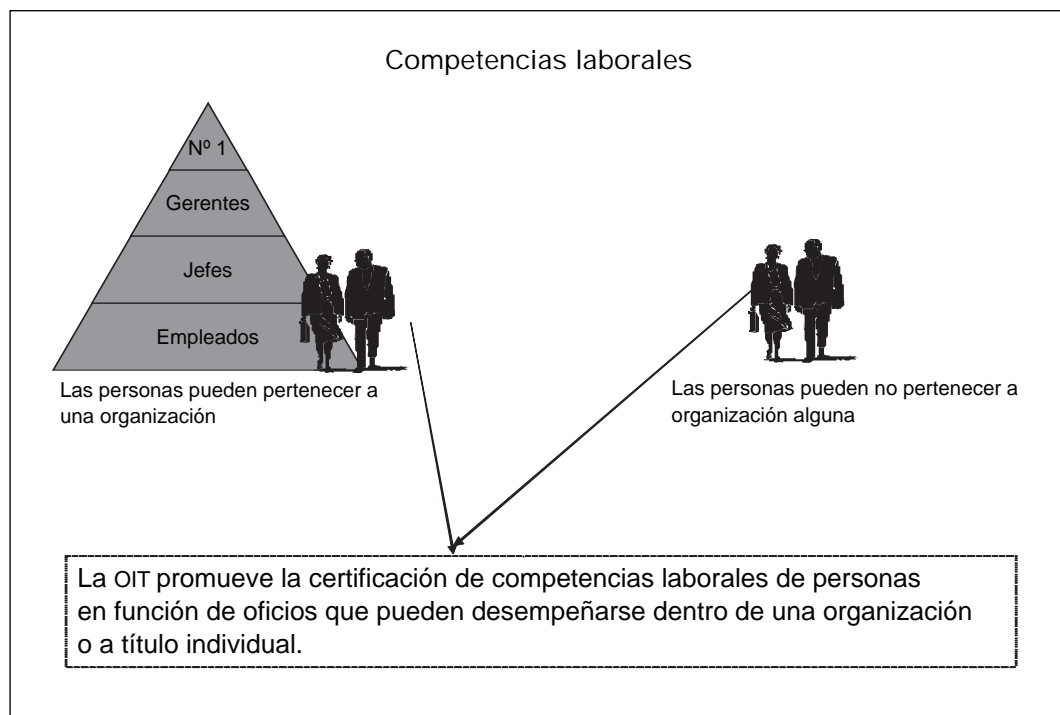 Competencias laborales
Nº 1
Gerentes
Jefes
Empleados
Las personas pueden pertenecer a
una organización
Las personas pueden no pertenecer a
organización alguna
La OIT promueve la certificación de competencias laborales de personas
en función de oficios que pueden desempeñarse dentro de una organización
o a título individual.